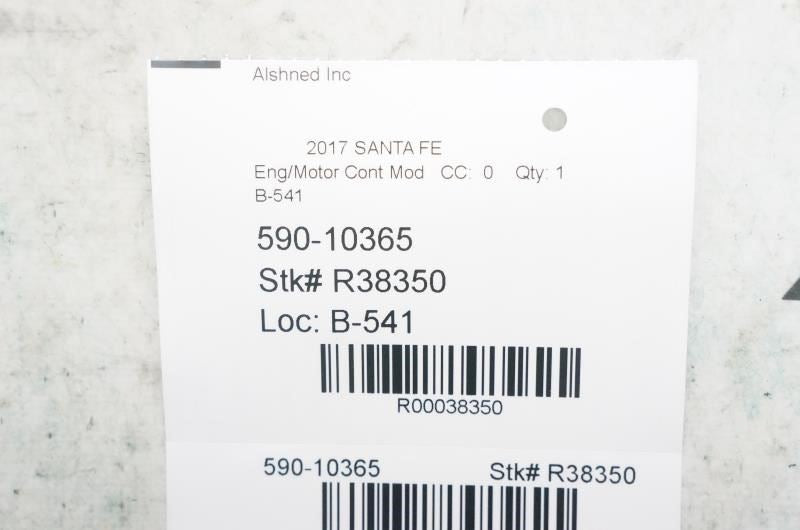 Alshned Inc
2017 SANTA FE
Eng/Motor Cont Mod CC: 0 Qty: 1
B-541
590-10365
Stk# R38350
Loc: B-541
R00038350
590-10365 Stk# R38350